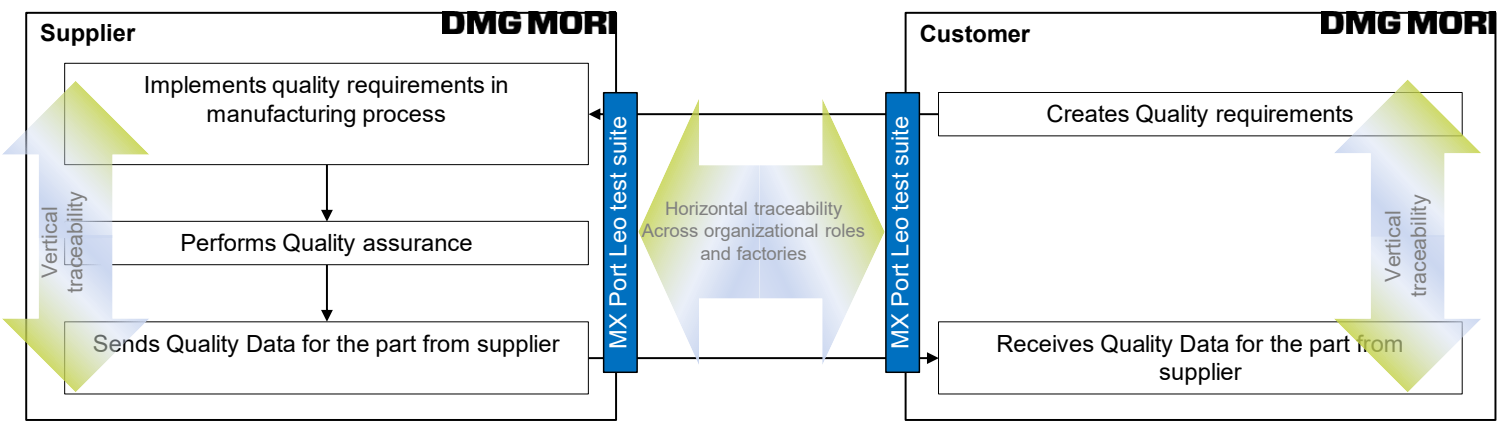 Supplier
DMG MORI
Implements quality requirements in
manufacturing process
Performs Quality assurance
Sends Quality Data for the part from supplier
Vertical
traceability
MX Port Leo test suite
Horizontal traceability
Across organizational roles
and factories
MX Port Leo test suite
Customer
DMG MORI
Creates Quality requirements
Receives Quality Data for the part from
supplier
Vertical
traceability